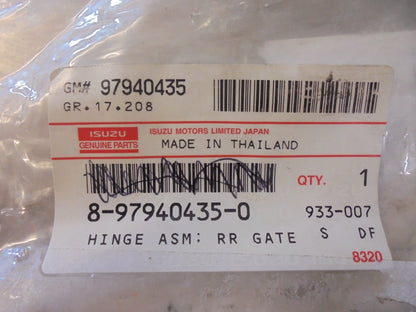 GM# 97940435
GR.17.208
ISUZU
GENUINE PARTS
ISUZU MOTORS LIMITED JAPAN
MADE IN THAILAND
QTY. 1
8-97940435-0 933-007
HINGE ASM; RR GATE S DF
8320